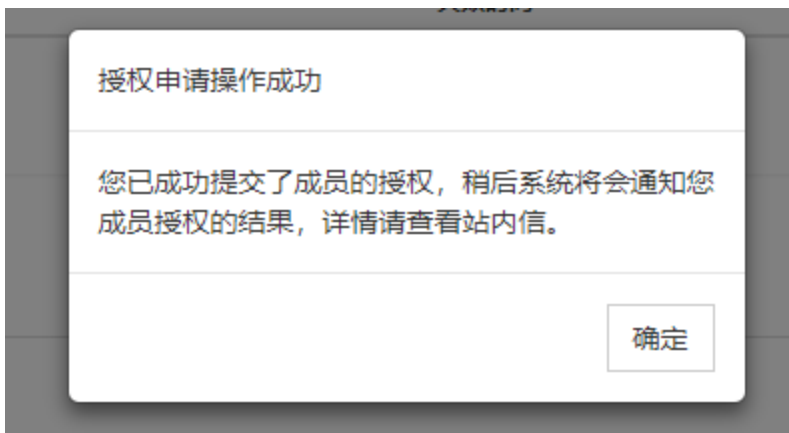 授权申请操作成功
您已成功提交了成员的授权，稍后系统将会通知您
成员授权的结果，详情请查看站内信。
确定